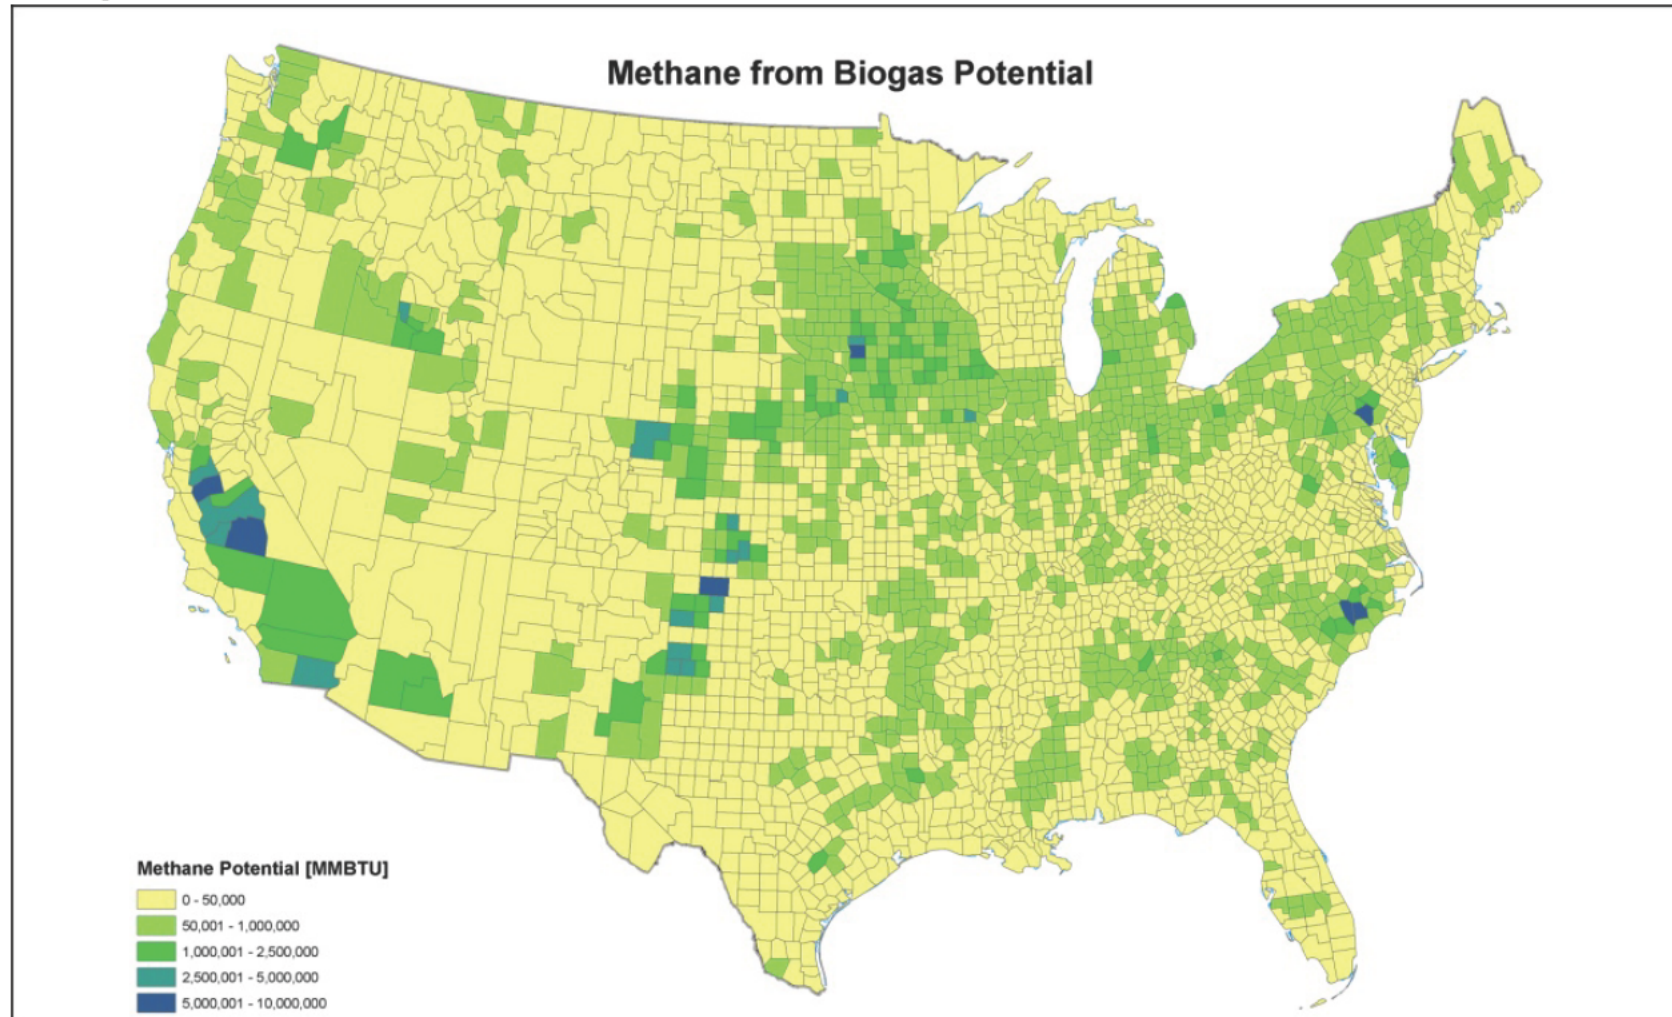 Methane from Biogas Potential
Methane Potential [MMBTU]
0 - 50,000
50,001 - 1,000,000
1,000,001 - 2,500,000
2,500,001 - 5,000,000
5,000,001 - 10,000,000